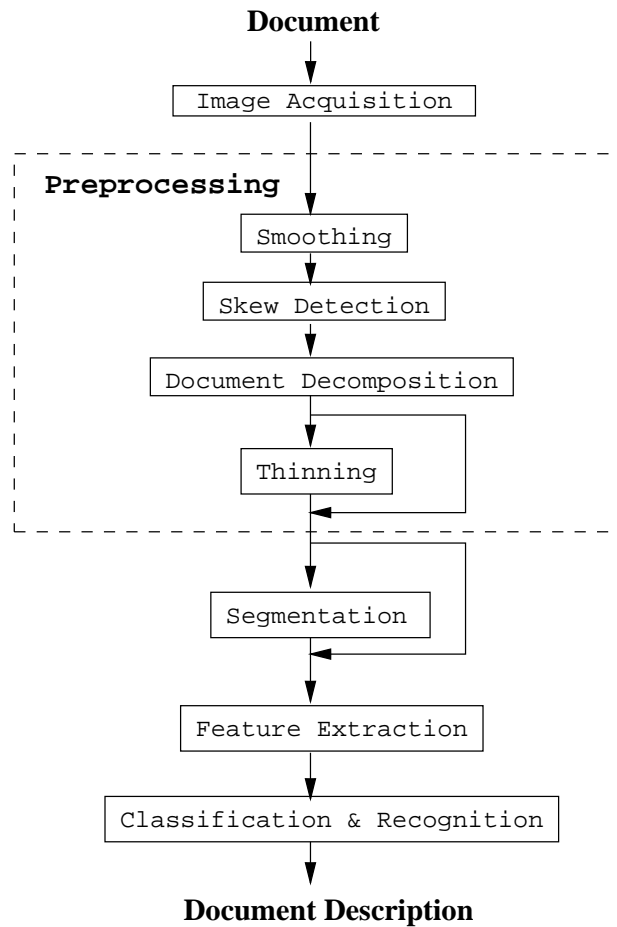 Document
Image Acquisition
Preprocessing
Smoothing
Skew Detection
Document Decomposition
Thinning
Segmentation
Feature Extraction
Classification & Recognition
Document Description